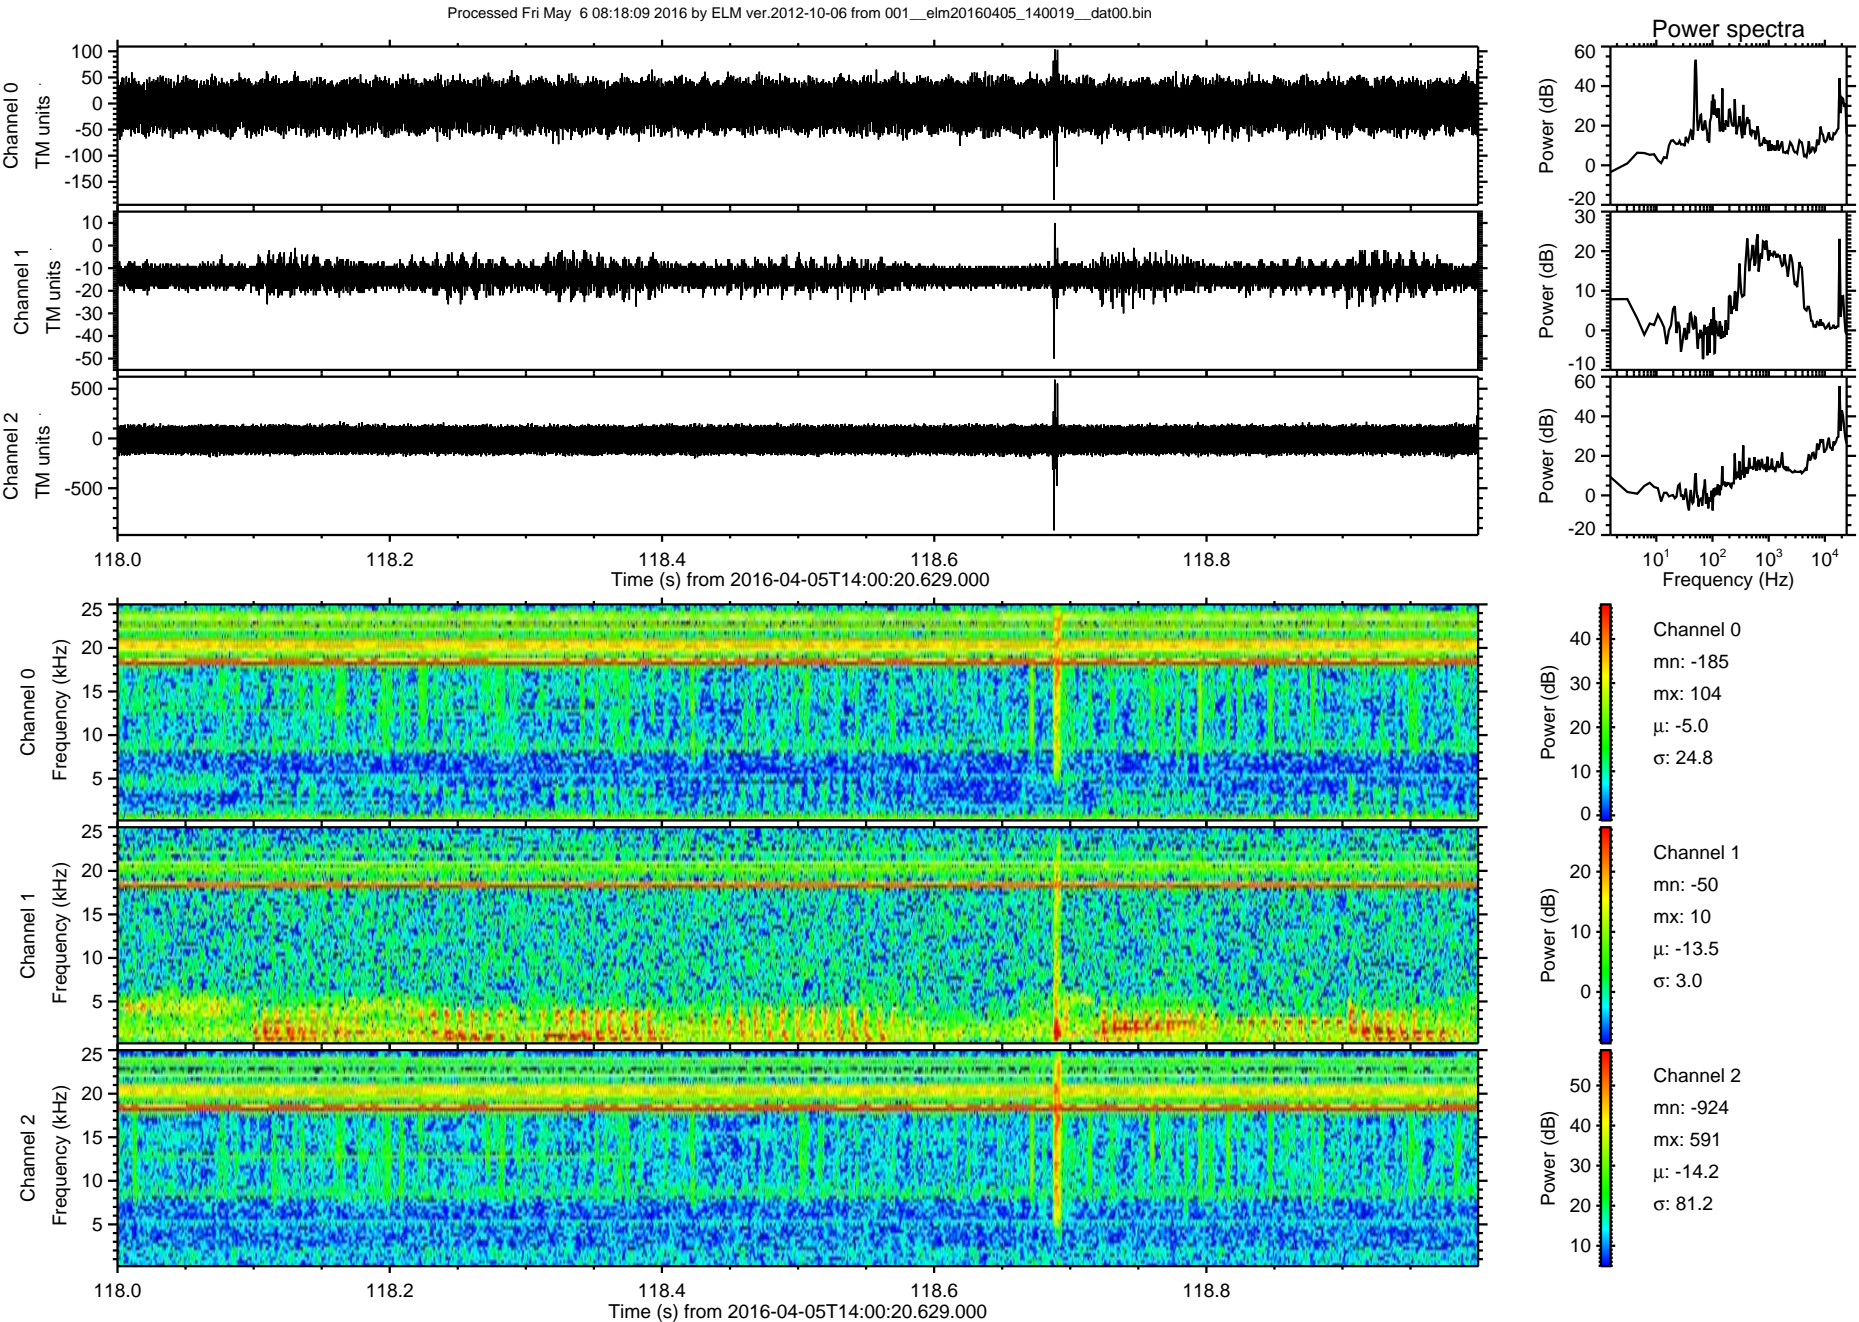 Processed Fri May  6 08:18:09 2016 by ELM ver.2012-10-06 from 001__elm20160405_140019__dat00.bin
Power spectra
Channel 0
TM units
100
50
0
-50
-100
-150
Power (dB)
60
40
20
0
-20
Channel 1
TM units
10
0
-10
-20
-30
-40
-50
Power (dB)
30
20
10
0
-10
Channel 2
TM units
500
0
-500
Power (dB)
60
40
20
0
-20
118.0 118.2 118.4 118.6 118.8
Time (s) from 2016-04-05T14:00:20.629.000
10^1 10^2 10^3 10^4
Frequency (Hz)
Channel 0
Frequency (kHz)
25
20
15
10
5
Power (dB)
40
30
20
10
0
Channel 0
mn: -185
mx: 104
μ: -5.0
σ: 24.8
Channel 1
Frequency (kHz)
25
20
15
10
5
Power (dB)
20
10
0
Channel 1
mn: -50
mx: 10
μ: -13.5
σ: 3.0
Channel 2
Frequency (kHz)
25
20
15
10
5
Power (dB)
50
40
30
20
10
Channel 2
mn: -924
mx: 591
μ: -14.2
σ: 81.2
118.0 118.2 118.4 118.6 118.8
Time (s) from 2016-04-05T14:00:20.629.000